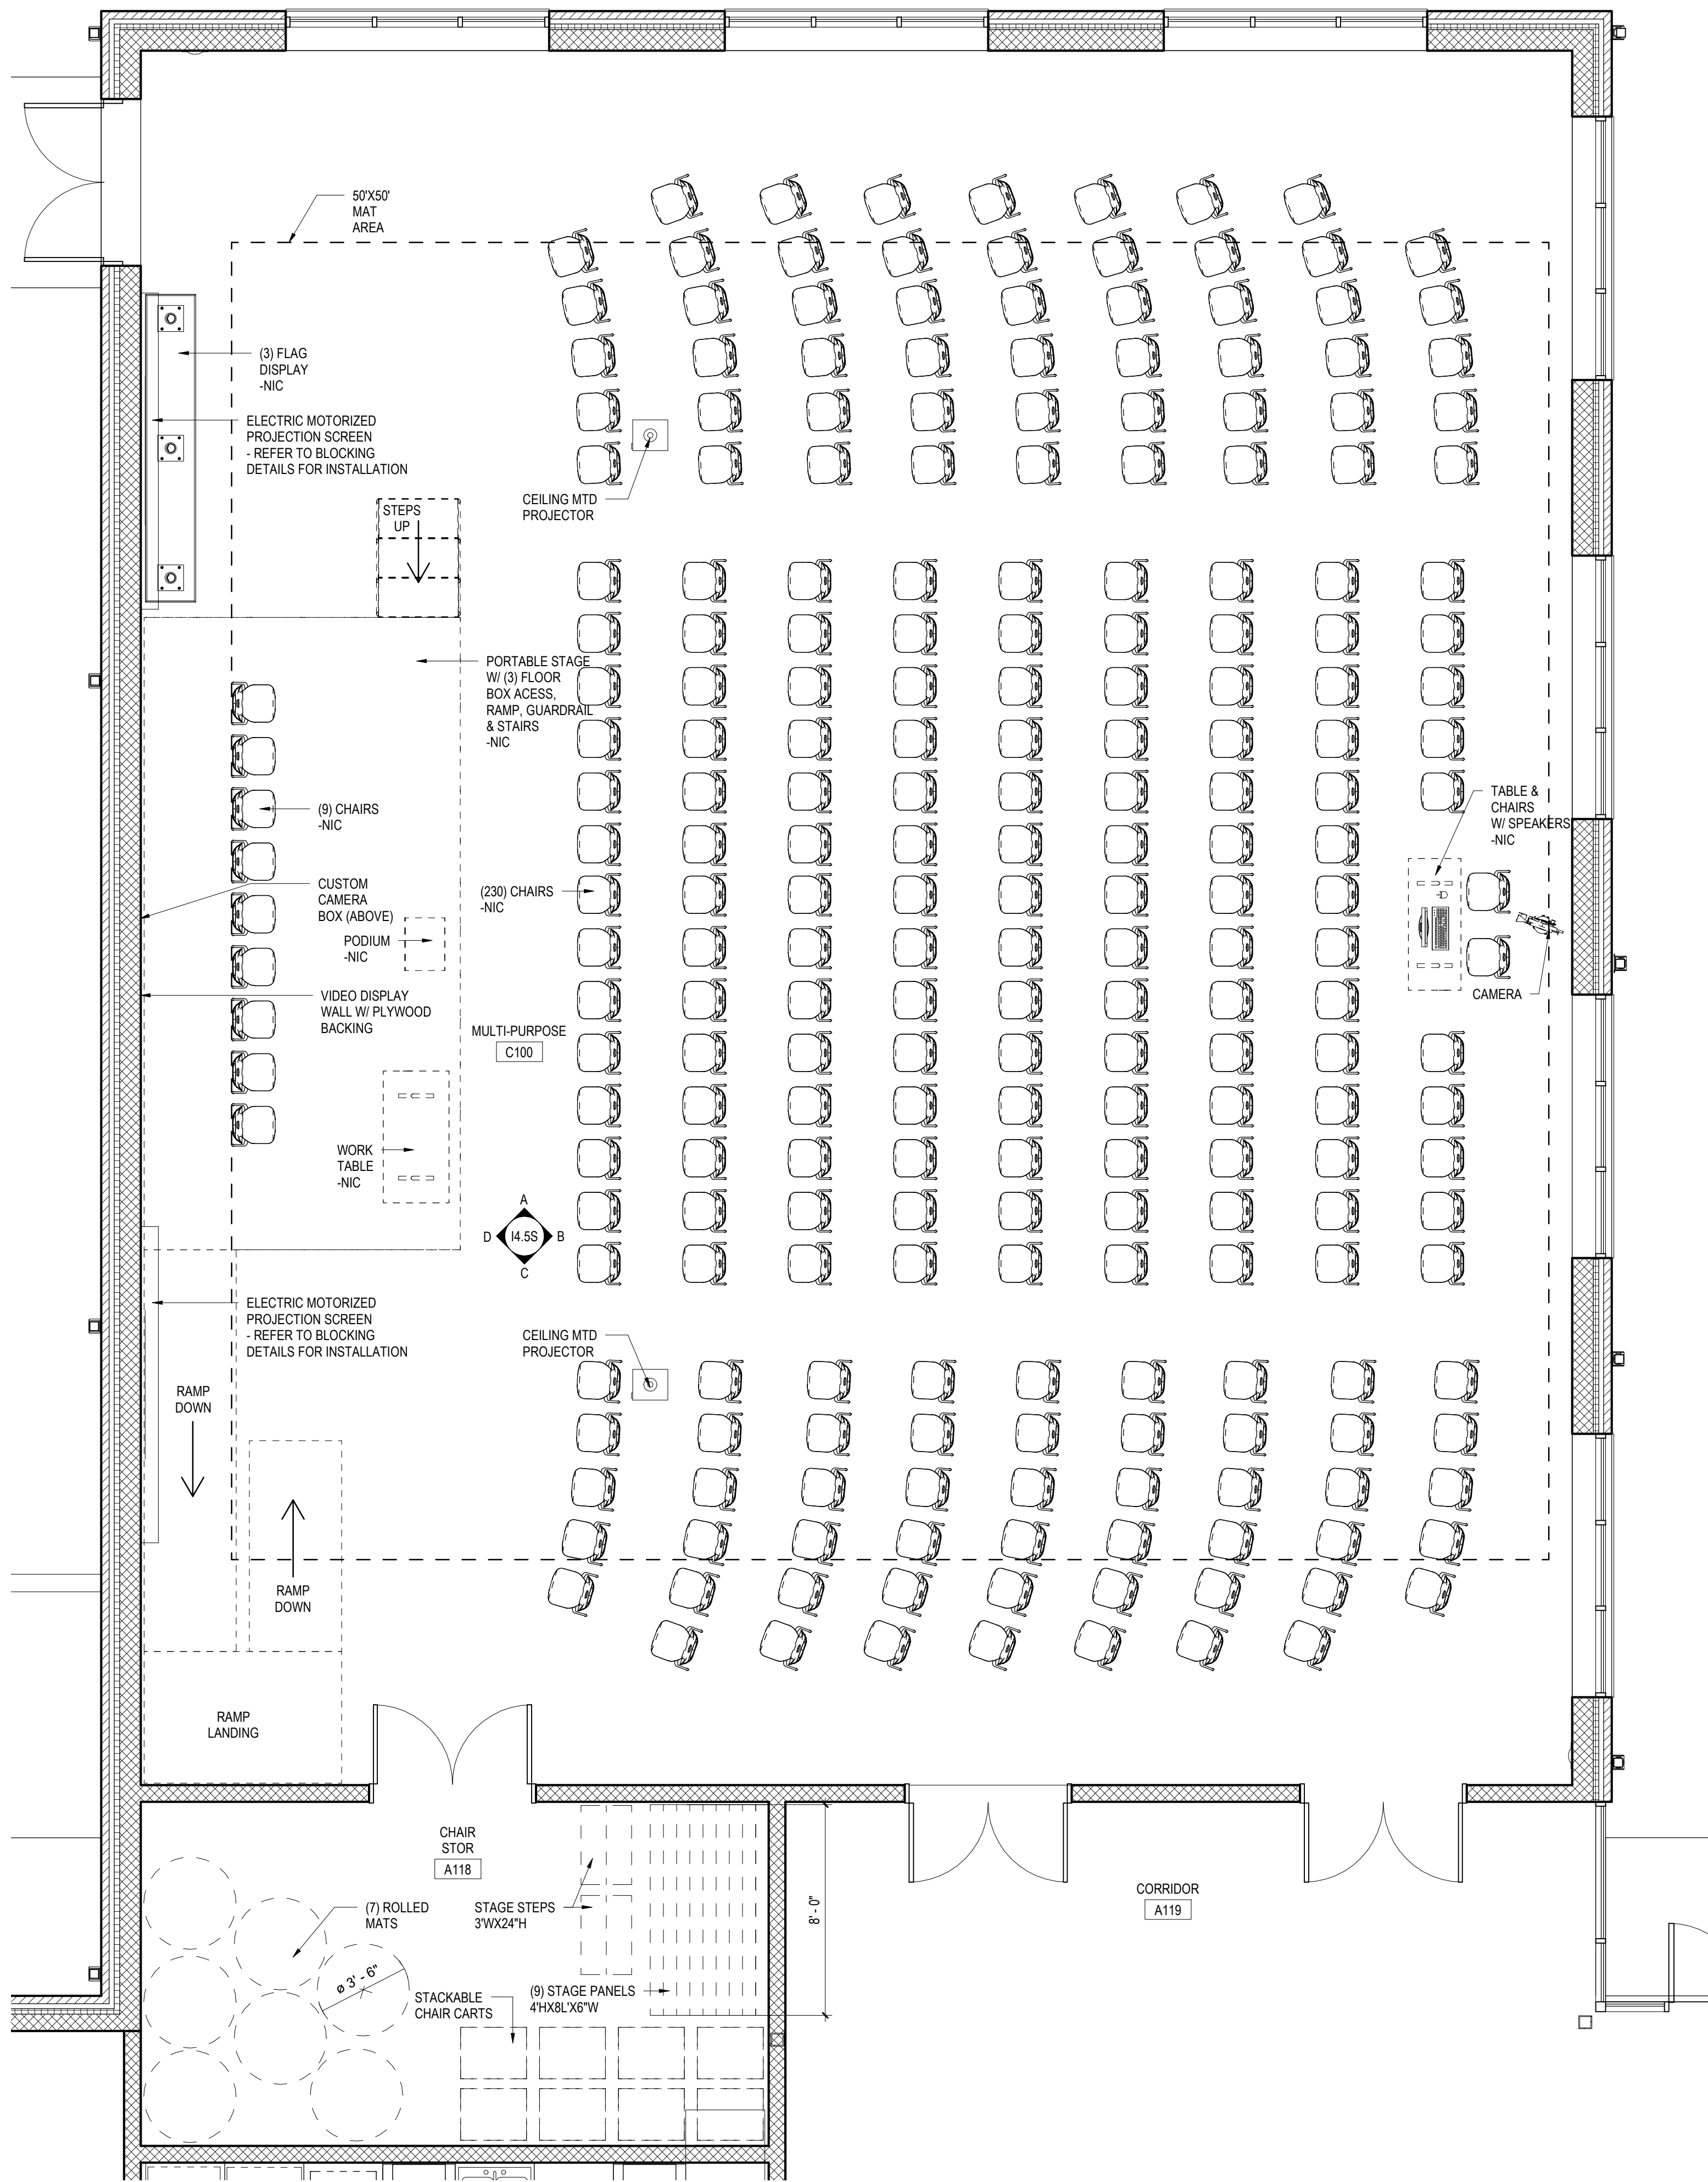 50'X50'
MAT
AREA
(3) FLAG
DISPLAY
-NIC
ELECTRIC MOTORIZED
PROJECTION SCREEN
- REFER TO BLOCKING
DETAILS FOR INSTALLATION
CEILING MTD
PROJECTOR
STEPS
UP
PORTABLE STAGE
W/ (3) FLOOR
BOX ACESS,
RAMP, GUARDRAIL
& STAIRS
-NIC
(9) CHAIRS
-NIC
TABLE &
CHAIRS
W/ SPEAKERS
-NIC
CUSTOM
CAMERA
BOX (ABOVE)
(230) CHAIRS
-NIC
PODIUM
-NIC
CAMERA
VIDEO DISPLAY
WALL W/ PLYWOOD
BACKING
MULTI-PURPOSE
C100
WORK
TABLE
-NIC
A
D
I4.5S
B
C
ELECTRIC MOTORIZED
PROJECTION SCREEN
- REFER TO BLOCKING
DETAILS FOR INSTALLATION
CEILING MTD
PROJECTOR
RAMP
DOWN
RAMP
DOWN
RAMP
LANDING
CHAIR
STOR
A118
CORRIDOR
A119
(7) ROLLED
MATS
STAGE STEPS
3'WX24"H
8' - 0"
ø 3' - 6"
STACKABLE
CHAIR CARTS
(9) STAGE PANELS
4'HX8L'X6"W